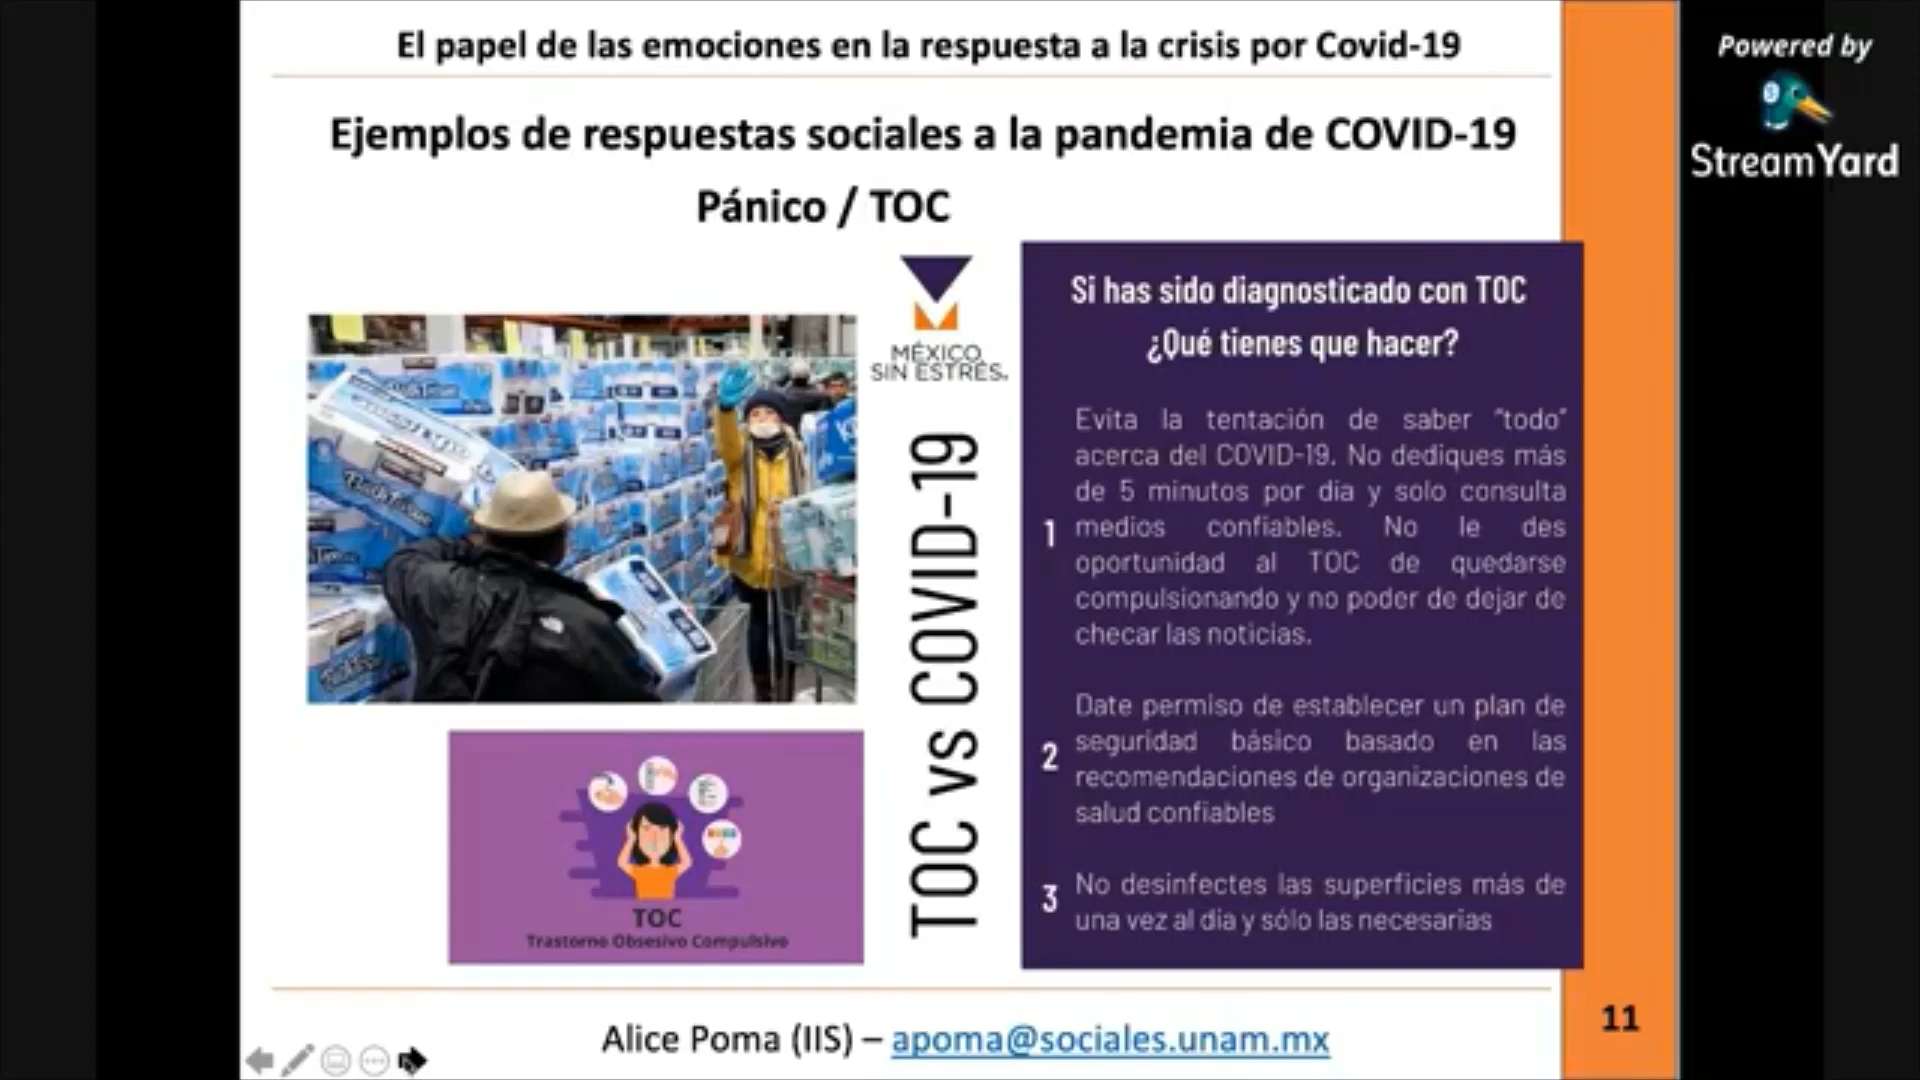 El papel de las emociones en la respuesta a la crisis por Covid-19
Powered by
StreamYard
Ejemplos de respuestas sociales a la pandemia de COVID-19
Pánico / TOC
MÉXICO
SIN ESTRÉS.
TOC vs COVID-19
Si has sido diagnosticado con TOC
¿Qué tienes que hacer?
1
Evita la tentación de saber "todo"
acerca del COVID-19. No dediques más
de 5 minutos por dia y solo consulta
medios confiables. No le des
oportunidad al TOC de quedarse
compulsionando y no poder de dejar de
checar las noticias.
2
Date permiso de establecer un plan de
seguridad básico basado en las
recomendaciones de organizaciones de
salud confiables
3
No desinfectes las superficies más de
una vez al dia y sólo las necesarias
TOC
Trastorno Obsesivo Compulsivo
Alice Poma (IIS) – apoma@sociales.unam.mx
11